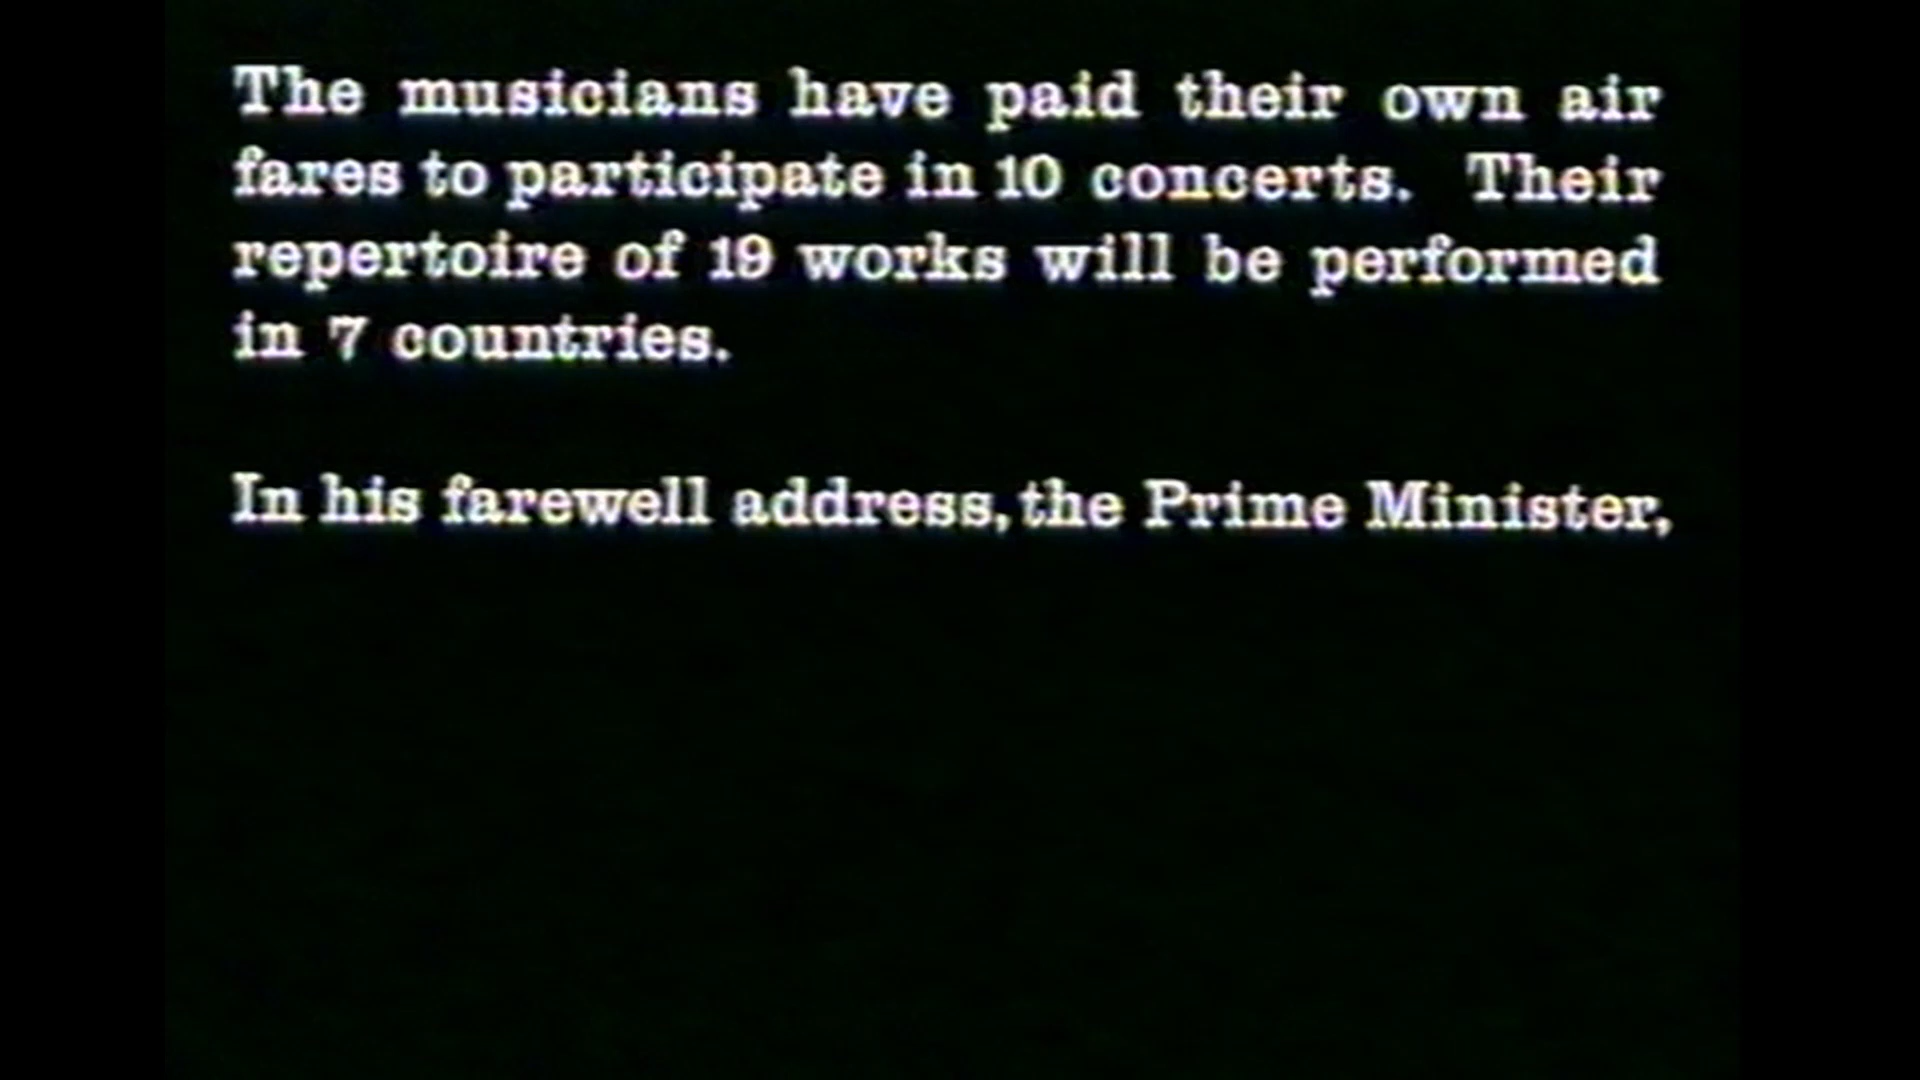 The musicians have paid their own air
fares to participate in 10 concerts. Their
repertoire of 19 works will be performed
in 7 countries.
In his farewell address, the Prime Minister,